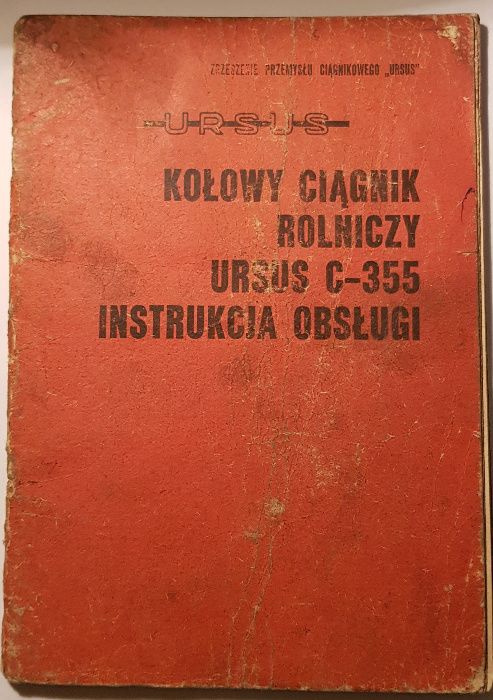 ZRZESZENIE PRZEMYSŁU CIĄGNIKOWEGO „URSUS"
URSUS
KOŁOWY CIĄGNIK
ROLNICZY
URSUS C-355
INSTRUKCJA OBSŁUGI